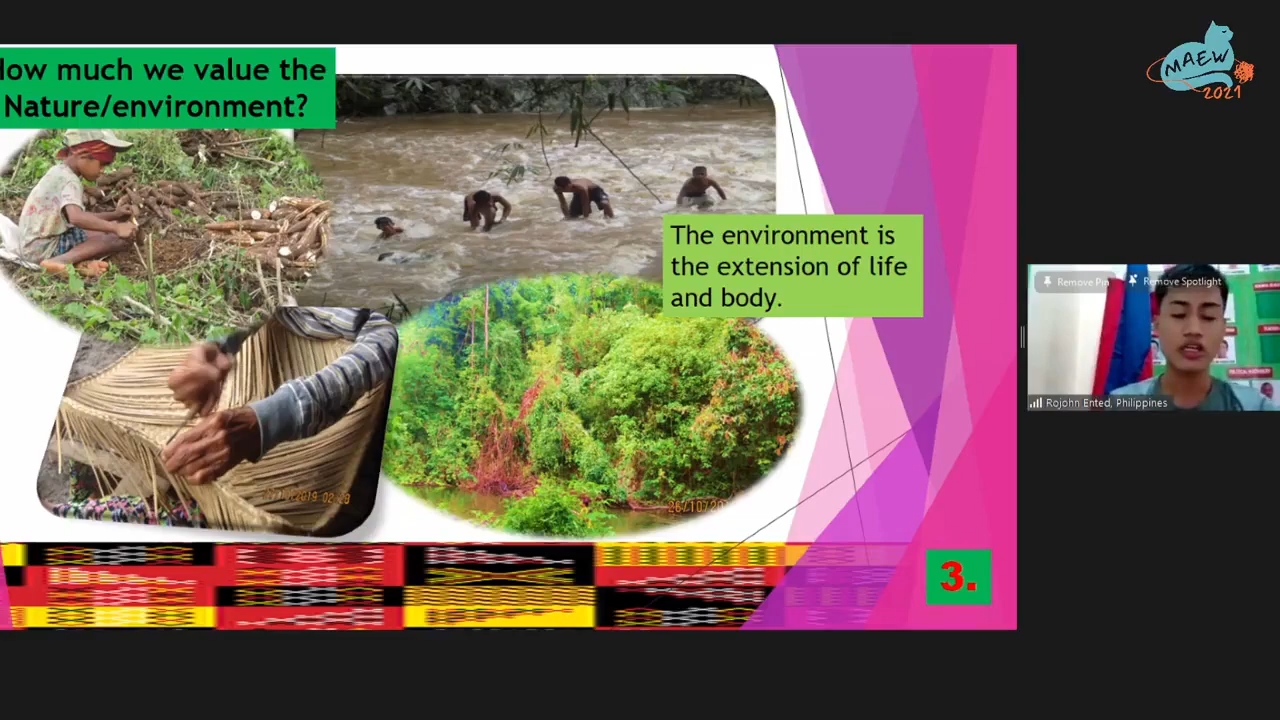 How much we value the
Nature/environment?
The environment is
the extension of life
and body.
3.
MAEW
2021
Remove Pin
Remove Spotlight
Rojohn Ented, Philippines